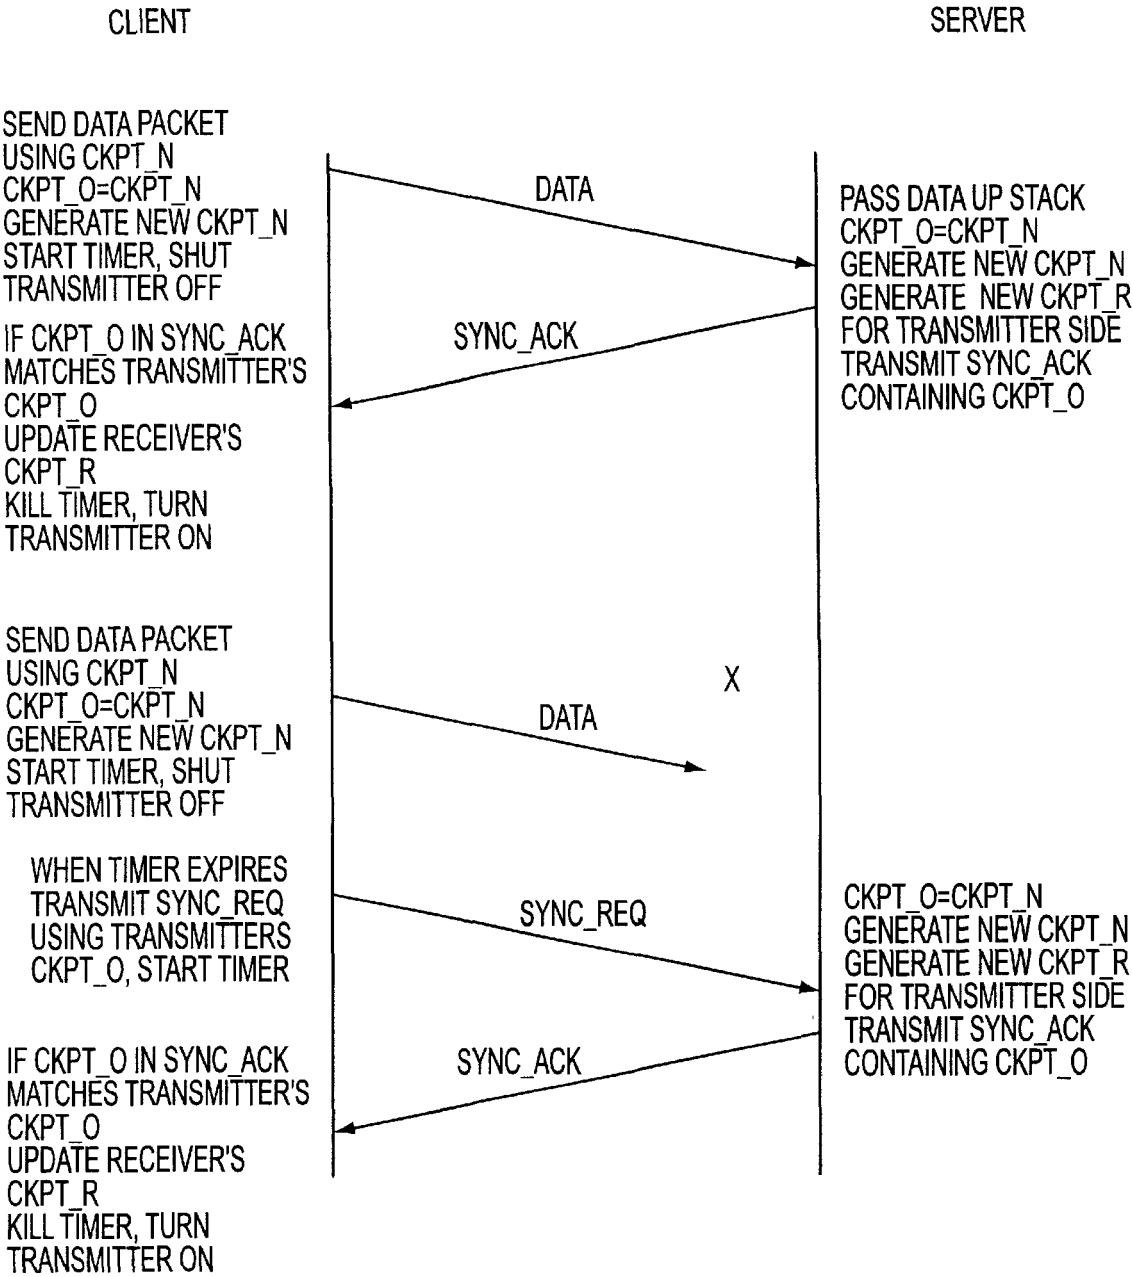 CLIENT
SERVER
SEND DATA PACKET
USING CKPT_N
CKPT_O=CKPT_N
GENERATE NEW CKPT_N
START TIMER, SHUT
TRANSMITTER OFF
DATA
PASS DATA UP STACK
CKPT_O=CKPT_N
GENERATE NEW CKPT_N
GENERATE NEW CKPT_R
FOR TRANSMITTER SIDE
TRANSMIT SYNC_ACK
CONTAINING CKPT_O
SYNC_ACK
IF CKPT_O IN SYNC_ACK
MATCHES TRANSMITTER'S
CKPT_O
UPDATE RECEIVER'S
CKPT_R
KILL TIMER, TURN
TRANSMITTER ON
SEND DATA PACKET
USING CKPT_N
CKPT_O=CKPT_N
GENERATE NEW CKPT_N
START TIMER, SHUT
TRANSMITTER OFF
X
DATA
WHEN TIMER EXPIRES
TRANSMIT SYNC_REQ
USING TRANSMITTERS
CKPT_O, START TIMER
SYNC_REQ
CKPT_O=CKPT_N
GENERATE NEW CKPT_N
GENERATE NEW CKPT_R
FOR TRANSMITTER SIDE
TRANSMIT SYNC_ACK
CONTAINING CKPT_O
SYNC_ACK
IF CKPT_O IN SYNC_ACK
MATCHES TRANSMITTER'S
CKPT_O
UPDATE RECEIVER'S
CKPT_R
KILL TIMER, TURN
TRANSMITTER ON